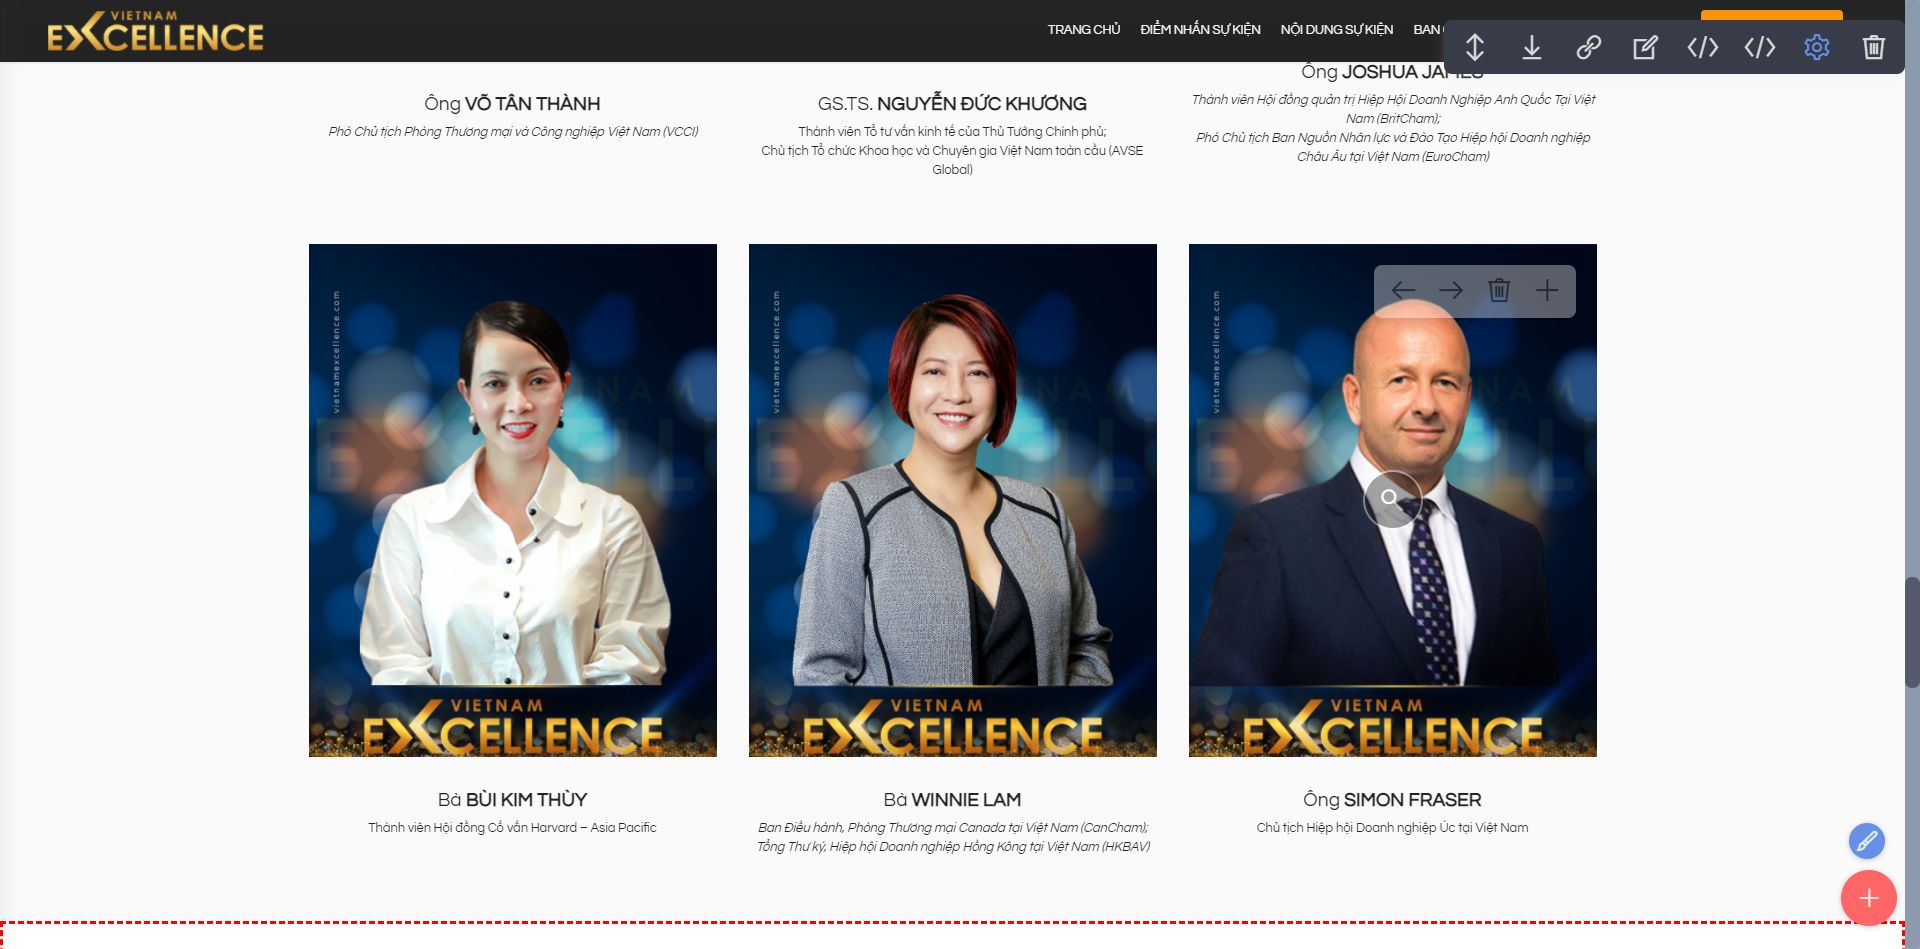 VIETNAM
EXCELLENCE
TRANG CHỦ
ĐIỂM NHẤN SỰ KIỆN
NỘI DUNG SỰ KIỆN
BAN
Ông VÕ TÂN THÀNH
Phó Chủ tịch Phòng Thương mại và Công nghiệp Việt Nam (VCCI)
GS.TS. NGUYỄN ĐỨC KHƯƠNG
Thành viên Tổ tư vấn kinh tế của Thủ Tướng Chính phủ;
Chủ tịch Tổ chức Khoa học và Chuyên gia Việt Nam toàn cầu (AVSE
Global)
Ông JOSHUA JAMES
Thành viên Hội đồng quản trị Hiệp Hội Doanh Nghiệp Anh Quốc Tại Việt
Nam (BritCham);
Phó Chủ tịch Ban Nguồn Nhân lực và Đào Tạo Hiệp hội Doanh nghiệp
Châu Âu tại Việt Nam (EuroCham)
vietnamexcellence.com
VIETNAM
EXCELLENCE
vietnamexcellence.com
VIETNAM
EXCELLENCE
vietnamexcellence.com
VIETNAM
EXCELLENCE
Bà BÙI KIM THÙY
Thành viên Hội đồng Cố vấn Harvard – Asia Pacific
Bà WINNIE LAM
Ban Điều hành, Phòng Thương mại Canada tại Việt Nam (CanCham);
Tổng Thư ký, Hiệp hội Doanh nghiệp Hồng Kông tại Việt Nam (HKBAV)
Ông SIMON FRASER
Chủ tịch Hiệp hội Doanh nghiệp Úc tại Việt Nam